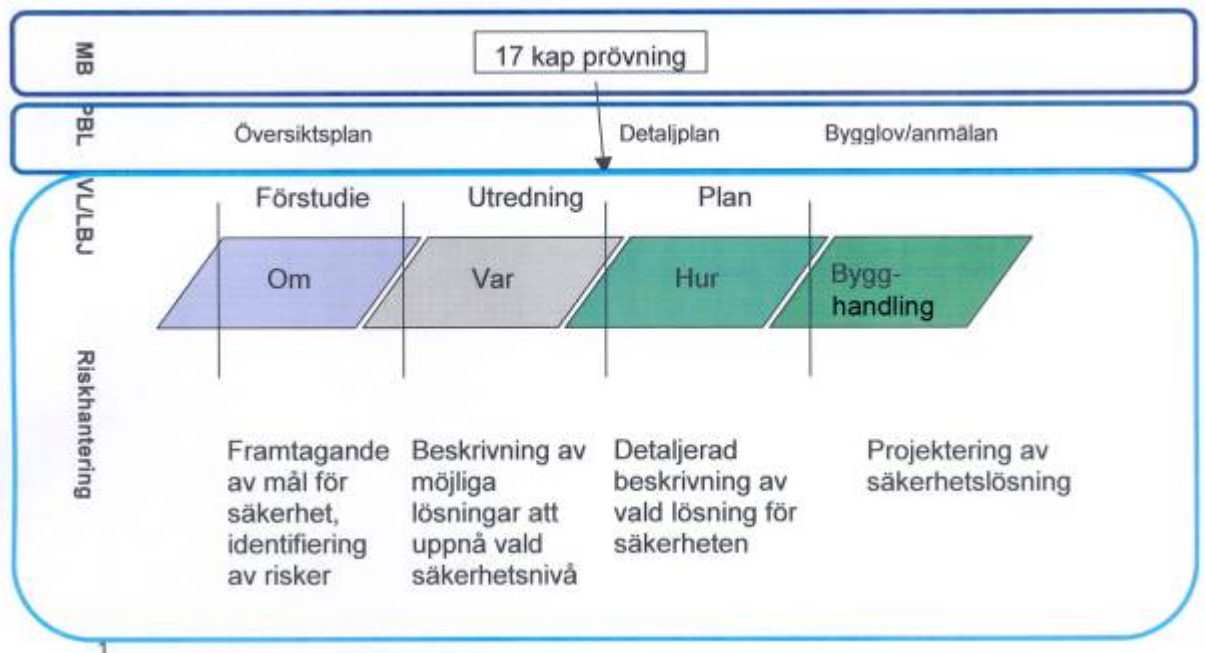 MB
17 kap prövning
PBL
Översiktsplan
Detaljplan
Bygglov/anmälan
VL/LBJ
Förstudie
Utredning
Plan
Om
Var
Hur
Bygg-
handling
Riskhantering
Framtagande
av mål för
säkerhet,
identifiering
av risker
Beskrivning av
möjliga
lösningar att
uppnå vald
säkerhetsnivå
Detaljerad
beskrivning av
vald lösning för
säkerheten
Projektering av
säkerhetslösning
1